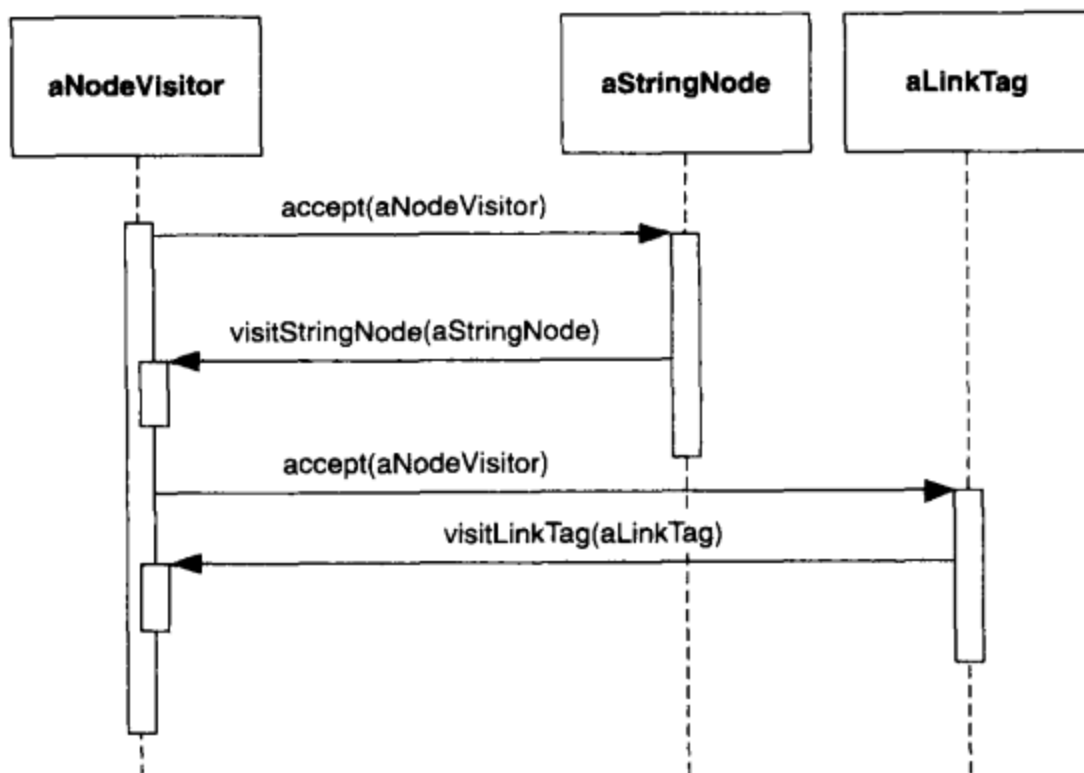 aNodeVisitor
aStringNode
aLinkTag
accept(aNodeVisitor)
visitStringNode(aStringNode)
accept(aNodeVisitor)
visitLinkTag(aLinkTag)